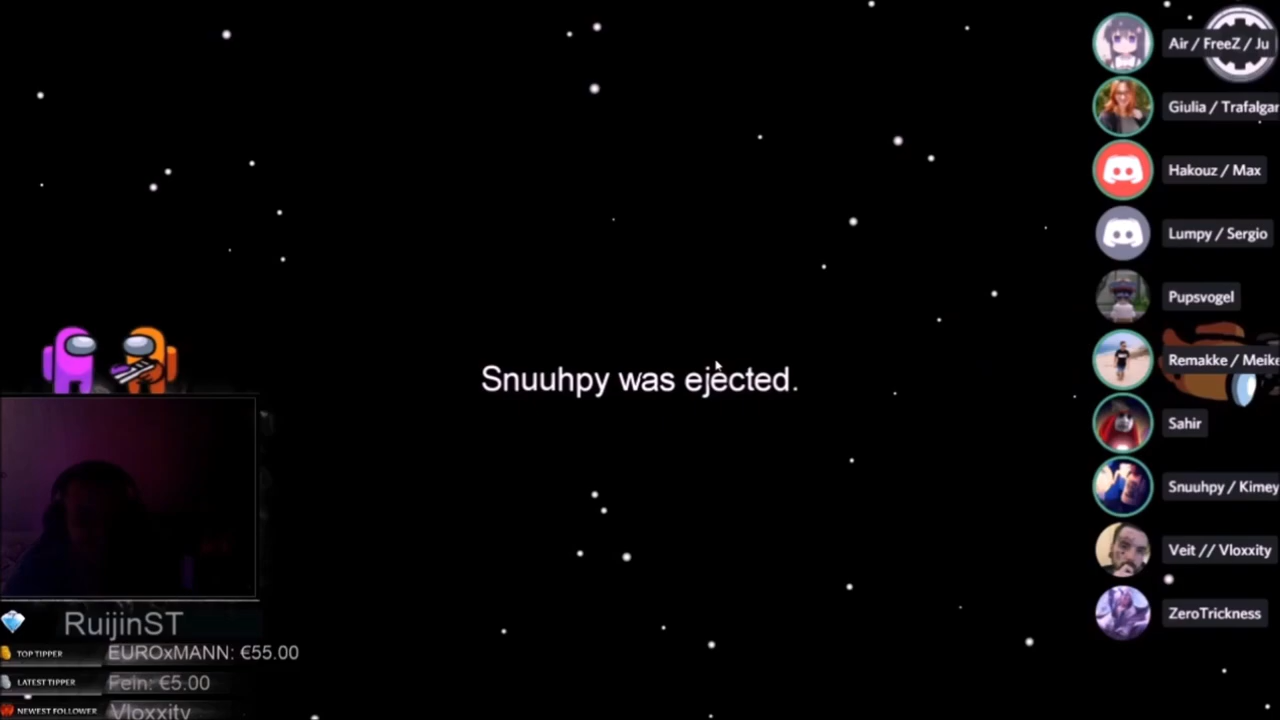 Air / FreeZ / Ju
Giulia / Trafalgar
Hakouz / Max
Lumpy / Sergio
Pupsvogel
Remakke / Meike
Sahir
Snuuhpy / Kimey
Veit // Vloxxity
ZeroTrickness
Snuuhpy was ejected.
RuijinST
TOP TIPPER EUROxMANN: €55.00
LATEST TIPPER Fein: €5.00
NEWEST FOLLOWER Vloxxity